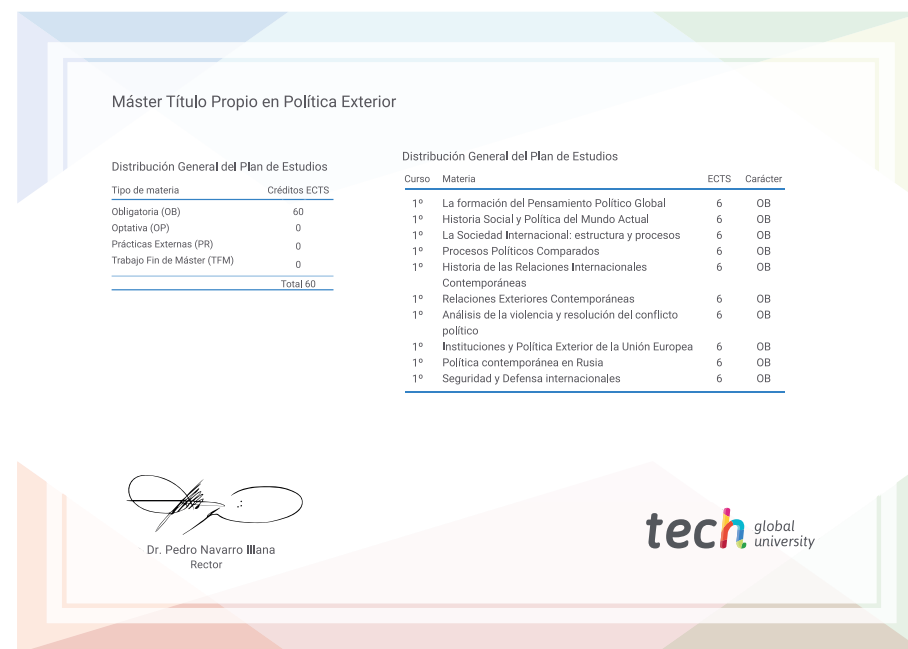 Máster Título Propio en Política Exterior
Distribución General del Plan de Estudios
Tipo de materia Créditos ECTS
Obligatoria (OB) 60
Optativa (OP) 0
Prácticas Externas (PR) 0
Trabajo Fin de Máster (TFM) 0
Total 60
Distribución General del Plan de Estudios
Curso Materia ECTS Carácter
1º La formación del Pensamiento Político Global 6 OB
1º Historia Social y Política del Mundo Actual 6 OB
1º La Sociedad Internacional: estructura y procesos 6 OB
1º Procesos Políticos Comparados 6 OB
1º Historia de las Relaciones Internacionales 6 OB
Contemporáneas
1º Relaciones Exteriores Contemporáneas 6 OB
1º Análisis de la violencia y resolución del conflicto 6 OB
político
1º Instituciones y Política Exterior de la Unión Europea 6 OB
1º Política contemporánea en Rusia 6 OB
1º Seguridad y Defensa internacionales 6 OB
Dr. Pedro Navarro Illana
Rector
tech global
university